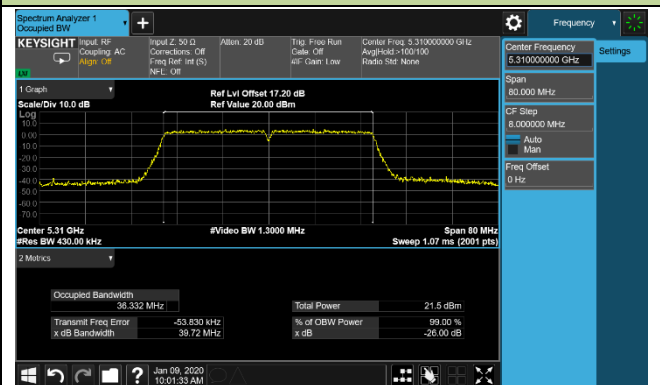 Spectrum Analyzer 1
Occupied BW
Frequency
KEYSIGHT
Input: RF
Coupling: AC
Align: Off
Input Z: 50 Ω
Corrections: Off
Freq Ref: Int (S)
NFE: Off
Atten: 20 dB
Trig: Free Run
Gate: Off
#IF Gain: Low
Center Freq: 5.310000000 GHz
Avg|Hold:>100/100
Radio Std: None
LXI
1 Graph
Scale/Div 10.0 dB
Ref Lvl Offset 17.20 dB
Ref Value 20.00 dBm
Log
10.0
0.00
-10.0
-20.0
-30.0
-40.0
-50.0
-60.0
-70.0
Center 5.31 GHz
#Res BW 430.00 kHz
#Video BW 1.3000 MHz
Span 80 MHz
Sweep 1.07 ms (2001 pts)
2 Metrics
Occupied Bandwidth
36.332 MHz
Total Power 21.5 dBm
Transmit Freq Error -53.830 kHz
% of OBW Power 99.00 %
x dB Bandwidth 39.72 MHz
x dB -26.00 dB
Center Frequency
5.310000000 GHz
Settings
Span
80.000 MHz
CF Step
8.000000 MHz
Auto
Man
Freq Offset
0 Hz
?
Jan 09, 2020
10:01:33 AM